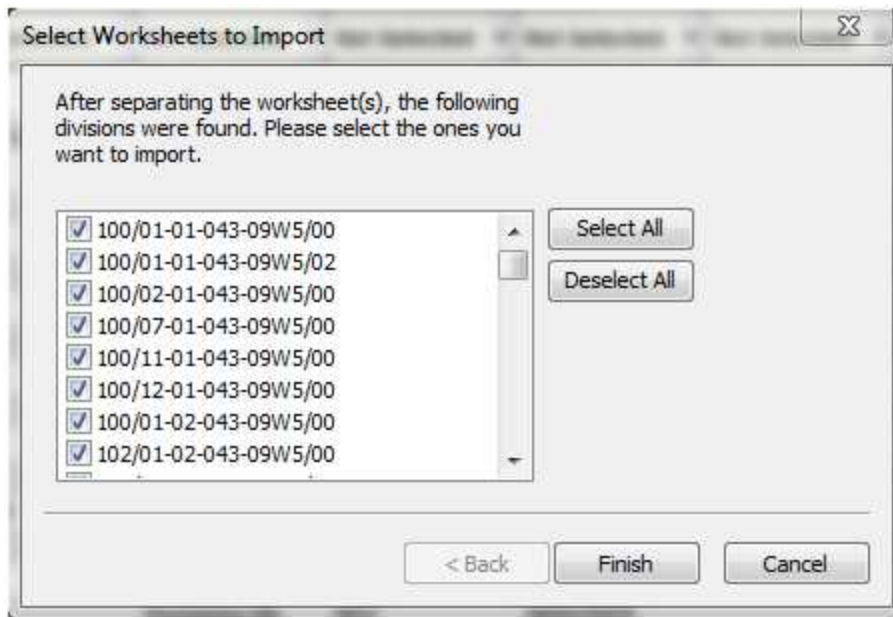 Select Worksheets to Import
After separating the worksheet(s), the following
divisions were found. Please select the ones you
want to import.
100/01-01-043-09W5/00
100/01-01-043-09W5/02
100/02-01-043-09W5/00
100/07-01-043-09W5/00
100/11-01-043-09W5/00
100/12-01-043-09W5/00
100/01-02-043-09W5/00
102/01-02-043-09W5/00
Select All
Deselect All
< Back
Finish
Cancel